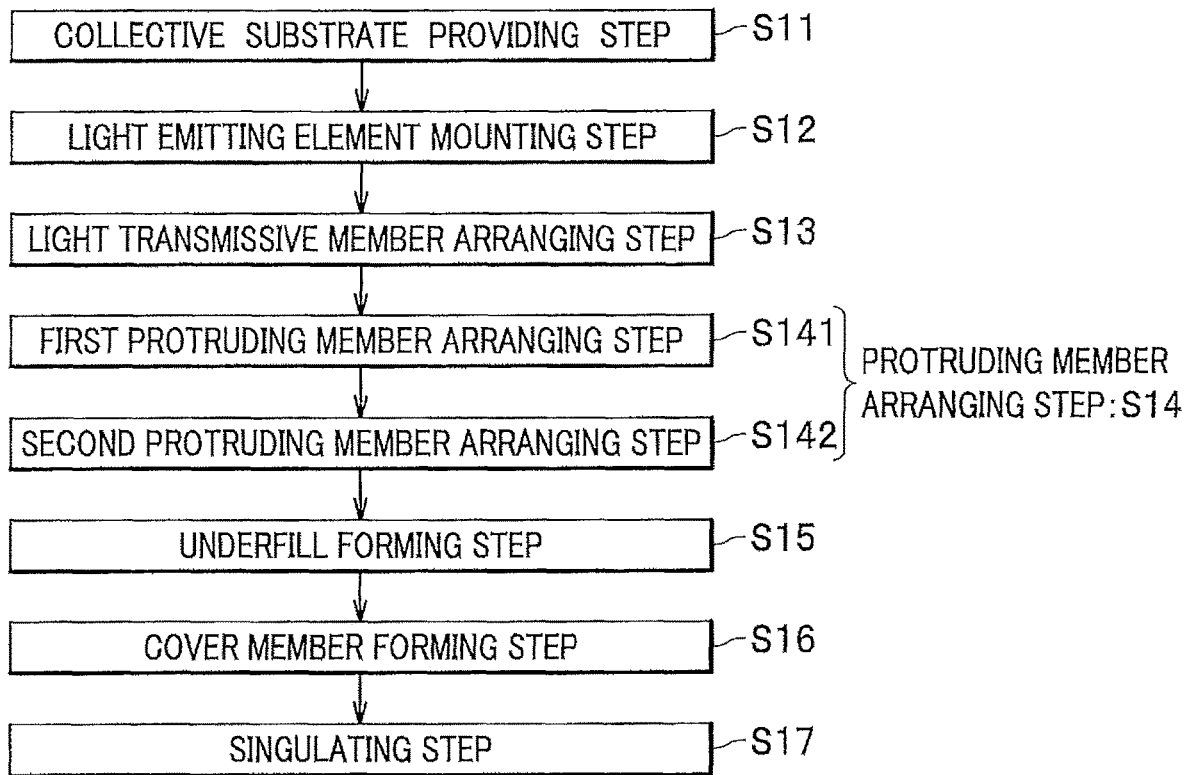 COLLECTIVE SUBSTRATE PROVIDING STEP S11
LIGHT EMITTING ELEMENT MOUNTING STEP S12
LIGHT TRANSMISSIVE MEMBER ARRANGING STEP S13
FIRST PROTRUDING MEMBER ARRANGING STEP S141
SECOND PROTRUDING MEMBER ARRANGING STEP S142
PROTRUDING MEMBER
ARRANGING STEP:S14
UNDERFILL FORMING STEP S15
COVER MEMBER FORMING STEP S16
SINGULATING STEP S17